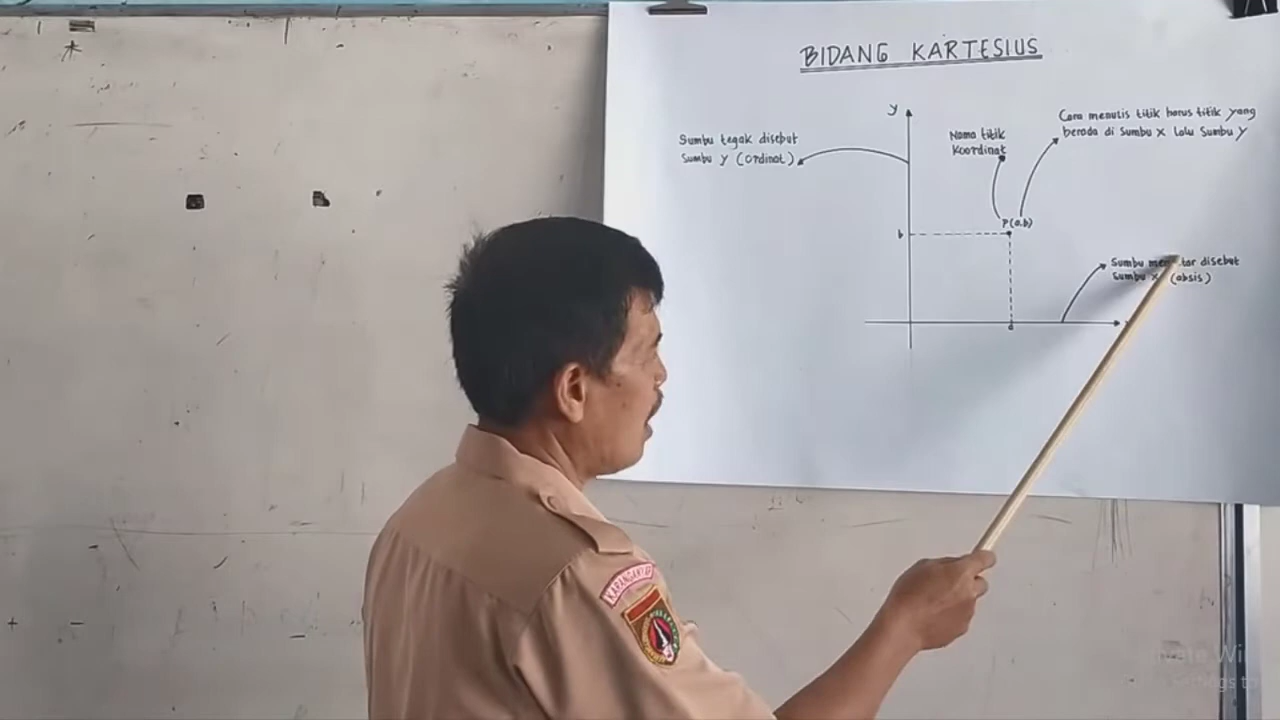 BIDANG KARTESIUS
y
Sumbu tegak disebut
Sumbu y (Ordinat)
Nama titik
Koordinat
Cara menulis titik harus titik yang
berada di Sumbu X lalu Sumbu Y
P(a.b)
b
Sumbu disebut
Sumbu x (absis)
a
KARANGANYAR